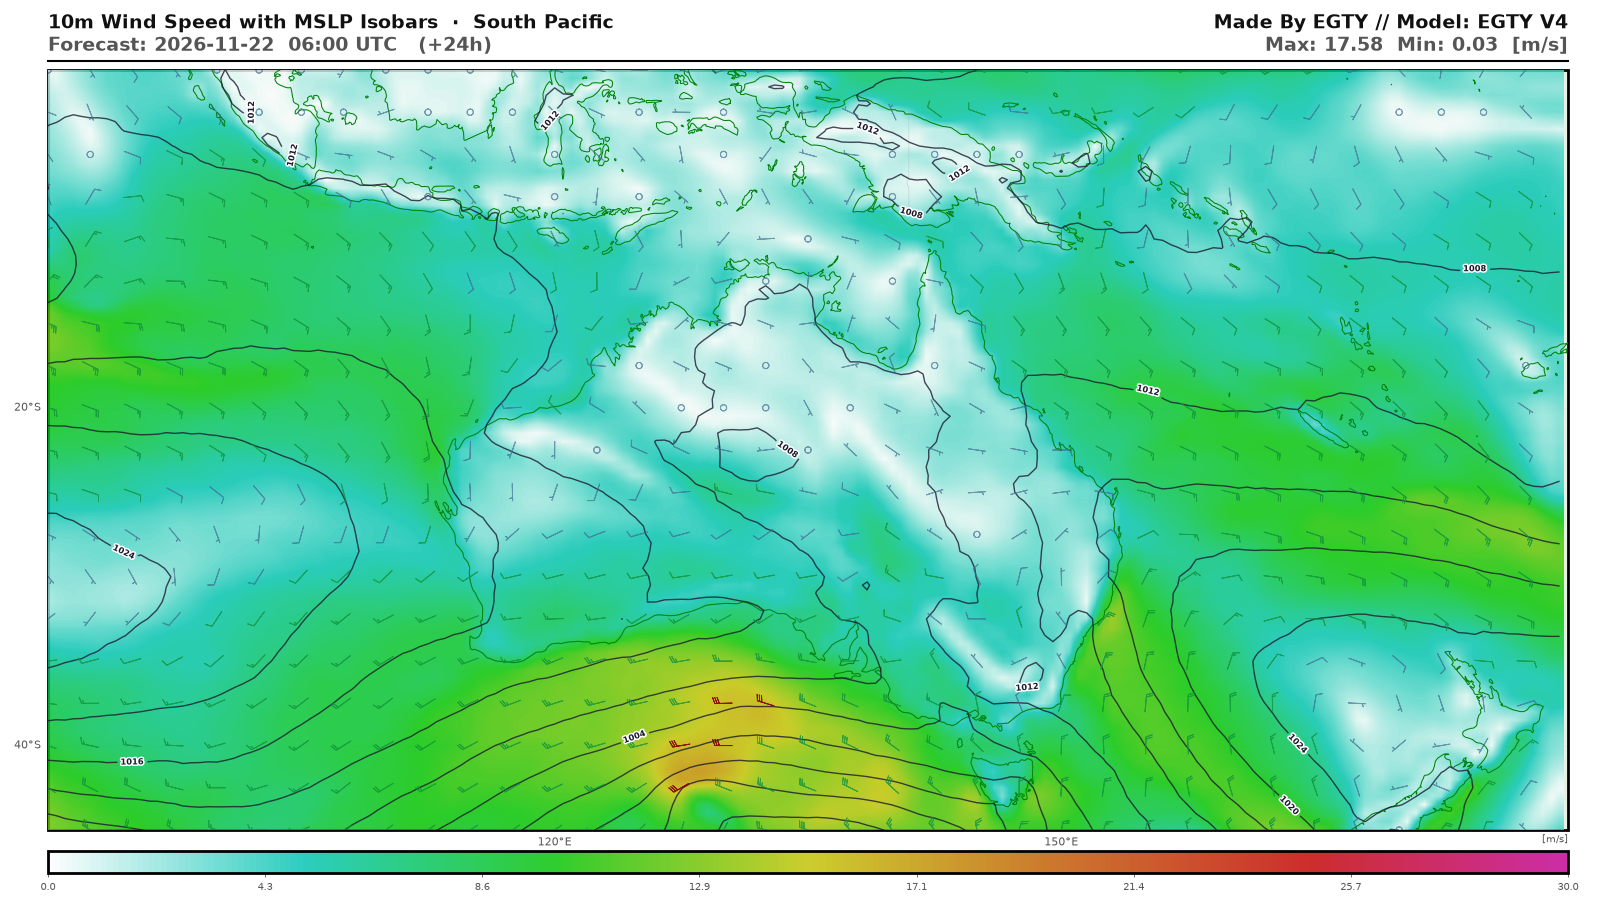 10m Wind Speed with MSLP Isobars · South Pacific
Made By EGTY // Model: EGTY V4
Forecast: 2026-11-22 06:00 UTC (+24h)
Max: 17.58 Min: 0.03 [m/s]
1012
1012
1012
1012
1012
1008
1008
1012
20°S
1008
1024
1012
1004
1024
40°S
1016
1020
120°E
150°E
[m/s]
0.0
4.3
8.6
12.9
17.1
21.4
25.7
30.0